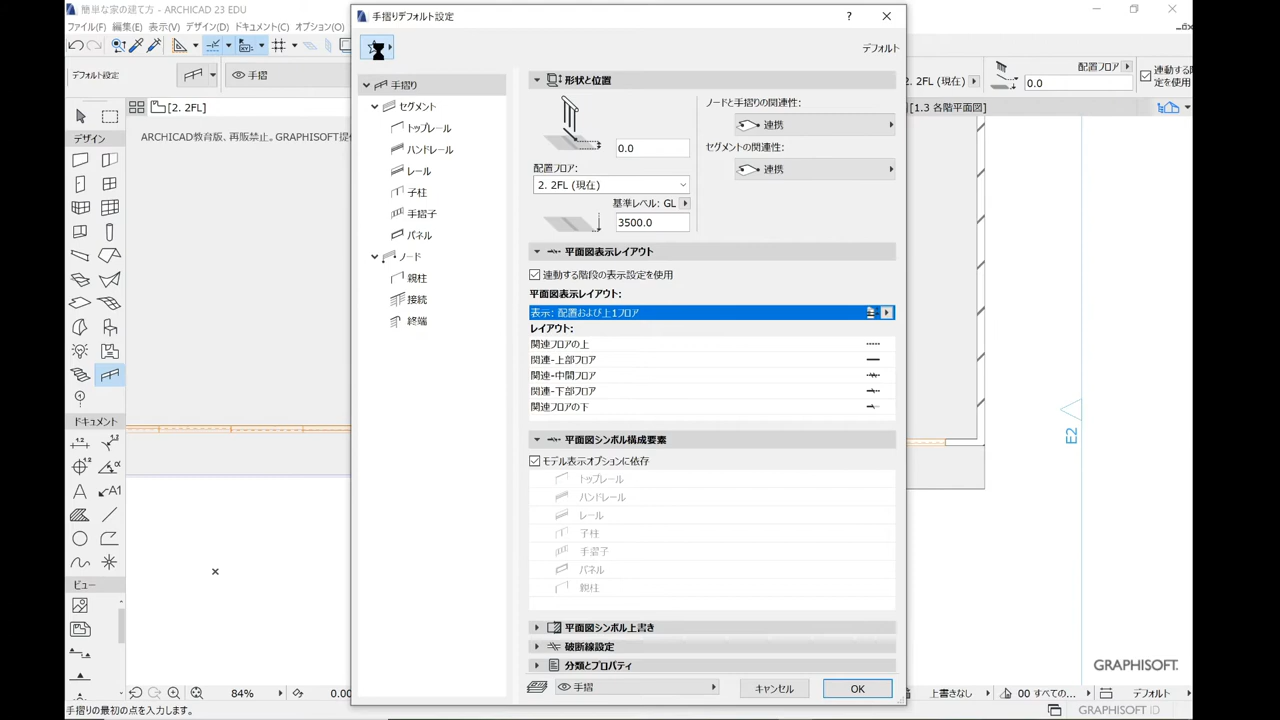 簡単な家の建て方 - ARCHICAD 23 EDU
ファイル(F) 編集(E) 表示(V) デザイン(D) ドキュメント(C) オプション(O)
デフォルト設定
手摺
[2. 2FL]
ARCHICAD教育版、再販禁止。GRAPHISOFT提
デザイン
ドキュメント
A1
ビュー
84%
0.00
手摺りの最初の点を入力します。
手摺りデフォルト設定
?
デフォルト
手摺り
セグメント
トップレール
ハンドレール
レール
子柱
手摺子
パネル
ノード
親柱
接続
終端
形状と位置
0.0
配置フロア:
2. 2FL (現在)
基準レベル: GL
3500.0
ノードと手摺りの関連性:
連携
セグメントの関連性:
連携
平面図表示レイアウト
連動する階段の表示設定を使用
平面図表示レイアウト:
表示: 配置および上1フロア
レイアウト:
関連フロアの上
関連-上部フロア
関連-中間フロア
関連-下部フロア
関連フロアの下
平面図シンボル構成要素
モデル表示オプションに依存
トップレール
ハンドレール
レール
子柱
手摺子
パネル
親柱
平面図シンボル上書き
破断線設定
分類とプロパティ
手摺
キャンセル
OK
2. 2FL (現在)
配置フロア:
0.0
連動する
定を使用
[1.3 各階平面図]
E2
GRAPHISOFT.
上書きなし
00 すべての...
デフォルト
GRAPHISOFT ID